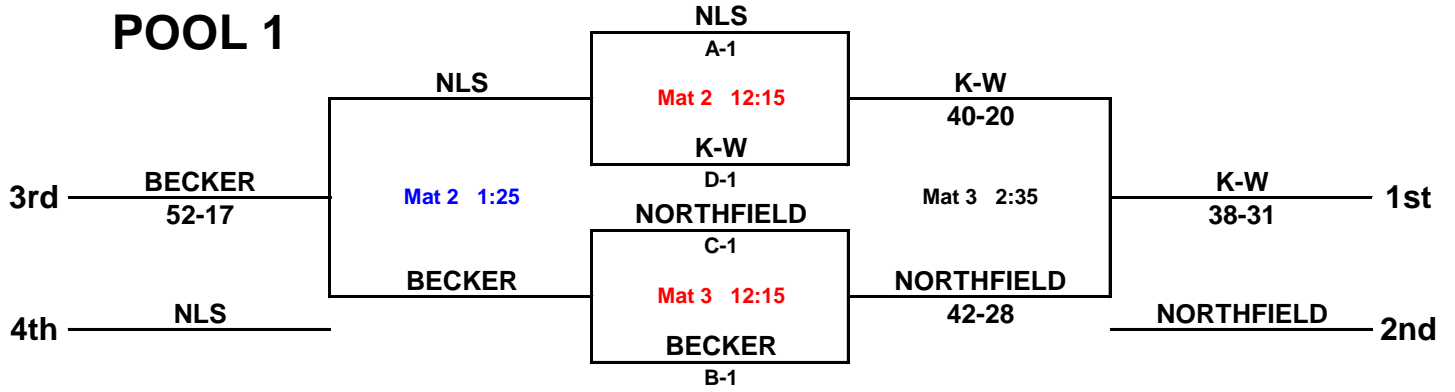 POOL 1
NLS
A-1
NLS
Mat 2 12:15
K-W
40-20
K-W
D-1
3rd
BECKER
52-17
Mat 2 1:25
Mat 3 2:35
K-W
38-31
1st
NORTHFIELD
C-1
BECKER
Mat 3 12:15
NORTHFIELD
42-28
4th
NLS
BECKER
B-1
NORTHFIELD
2nd